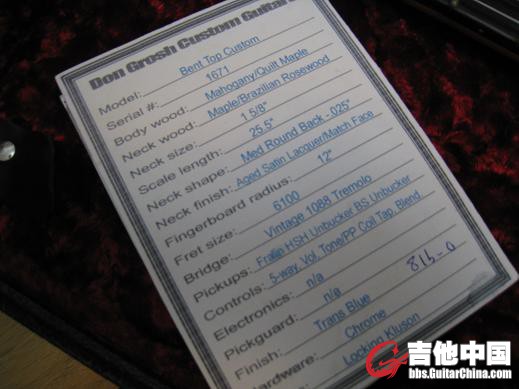 Don Grosh Custom Guitars
Model: Bent Top Custom
Serial #: 1671
Body wood: Mahogany/Quilt Maple
Neck wood: Maple/Brazilian Rosewood
Neck size: 1 5/8"
Scale length: 25.5"
Neck shape: Med Round Back - .025"
Neck finish: Aged Satin Lacquer/Match Face
Fingerboard radius: 12"
Fret size: 6100
Bridge: Vintage 1088 Tremolo
Pickups: Fralie HSH Unbucker BS Unbucker
Controls: 5-way, Vol, Tone/PP Coil Tap, Blend
Electronics: n/a
Pickguard: n/a
Finish: Trans Blue
Hardware: Chrome
Locking Kluson
8lb-0
吉他中国
bbs.GuitarChina.com